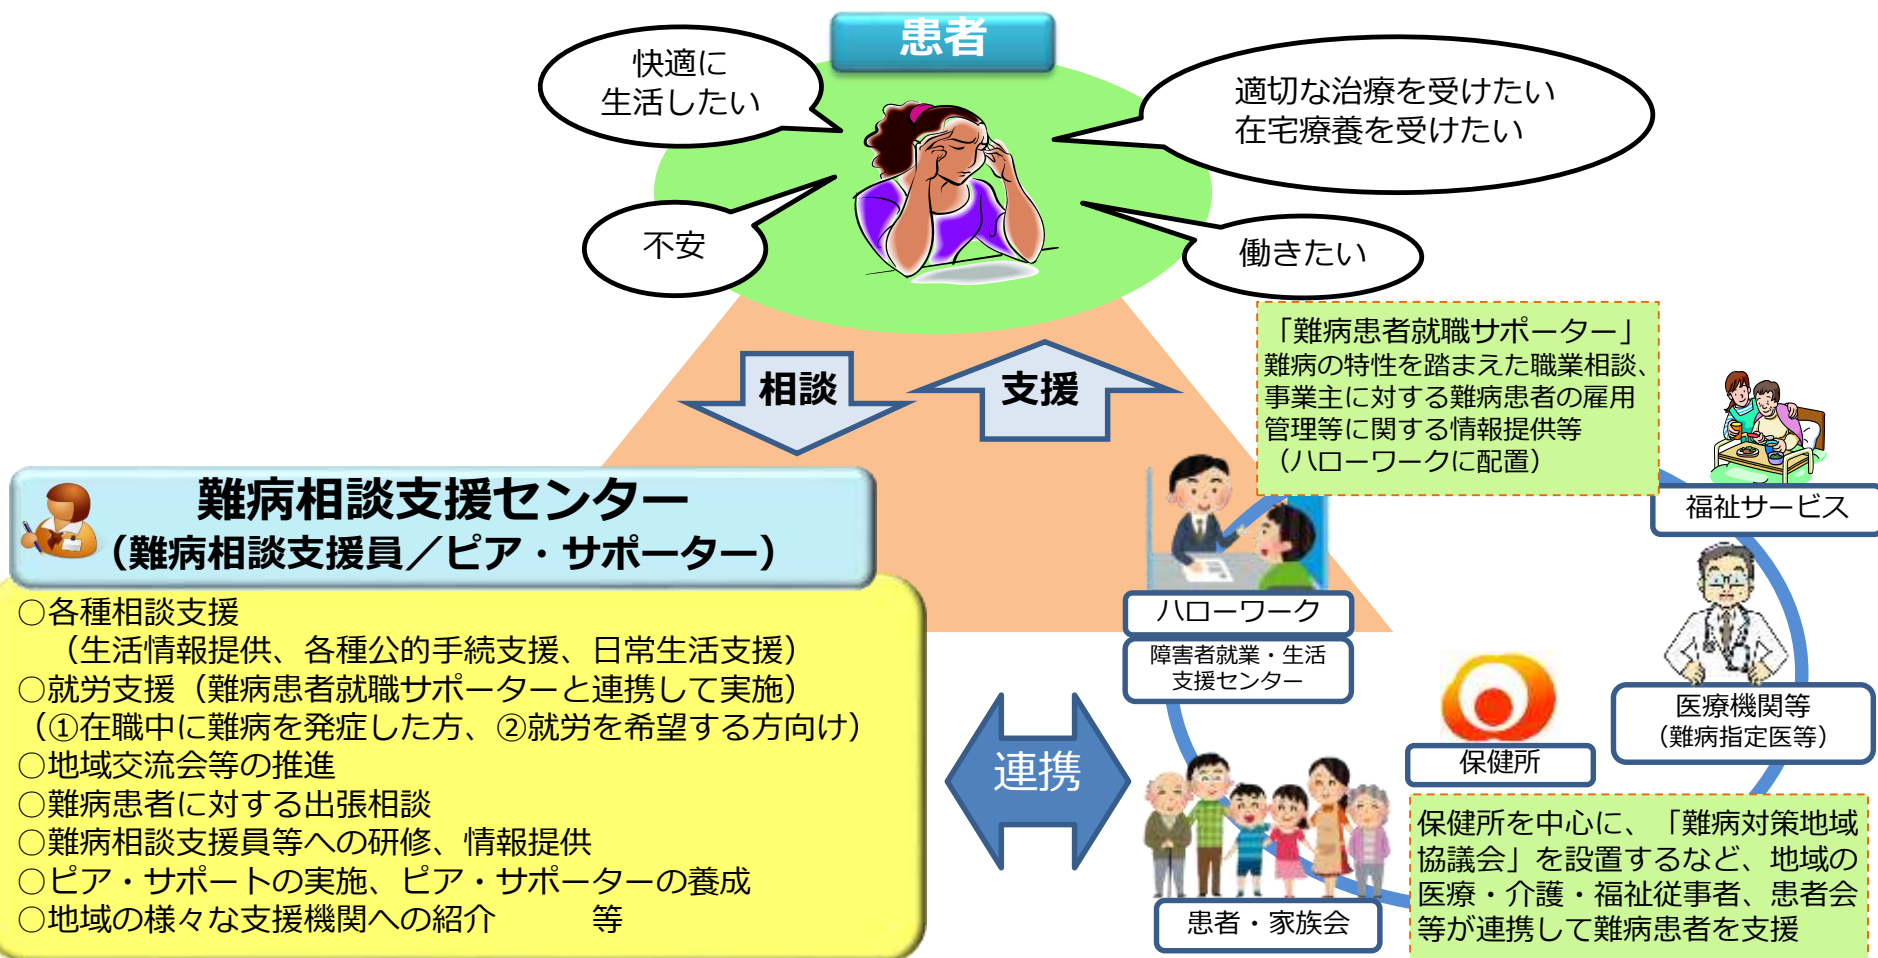 患者
快適に
生活したい
適切な治療を受けたい
在宅療養を受けたい
不安
働きたい
相談
支援
「難病患者就職サポーター」
難病の特性を踏まえた職業相談、
事業主に対する難病患者の雇用
管理等に関する情報提供等
（ハローワークに配置）
難病相談支援センター
（難病相談支援員／ピア・サポーター）
○各種相談支援
（生活情報提供、各種公的手続支援、日常生活支援）
○就労支援（難病患者就職サポーターと連携して実施）
（①在職中に難病を発症した方、②就労を希望する方向け）
○地域交流会等の推進
○難病患者に対する出張相談
○難病相談支援員等への研修、情報提供
○ピア・サポートの実施、ピア・サポーターの養成
○地域の様々な支援機関への紹介　　　等
連携
福祉サービス
ハローワーク
障害者就業・生活
支援センター
医療機関等
（難病指定医等）
保健所
患者・家族会
保健所を中心に、「難病対策地域
協議会」を設置するなど、地域の
医療・介護・福祉従事者、患者会
等が連携して難病患者を支援